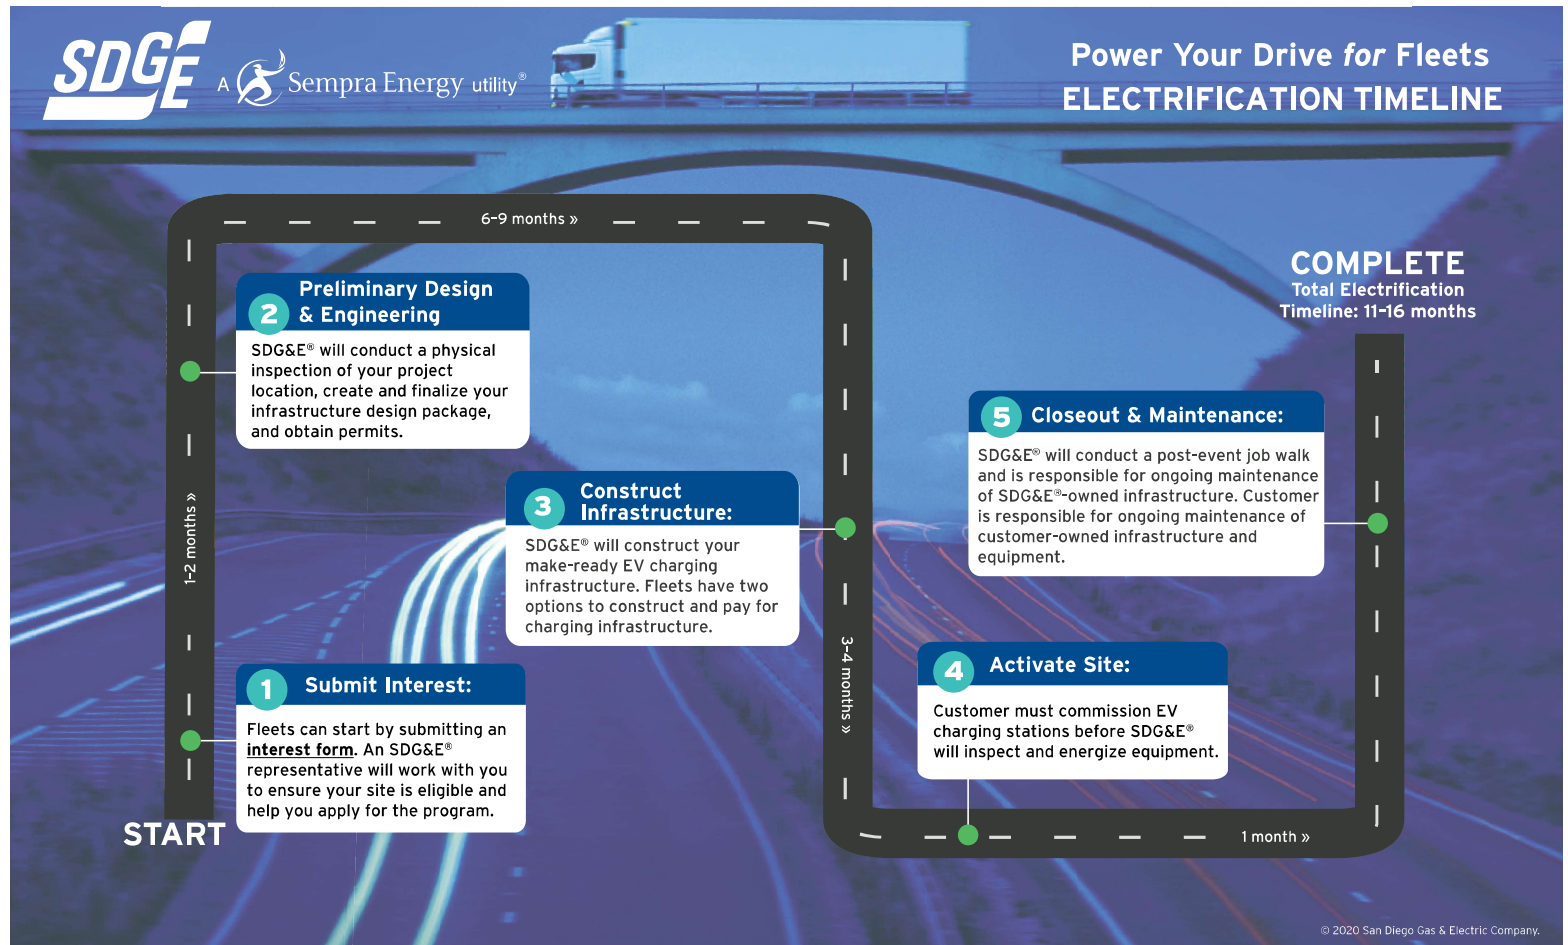 SDGE
A Sempra Energy utility®
Power Your Drive for Fleets
ELECTRIFICATION TIMELINE
START
1
Submit Interest:
Fleets can start by submitting an
interest form. An SDG&E®
representative will work with you
to ensure your site is eligible and
help you apply for the program.
1-2 months »
2
Preliminary Design
& Engineering
SDG&E® will conduct a physical
inspection of your project
location, create and finalize your
infrastructure design package,
and obtain permits.
6-9 months »
3
Construct
Infrastructure:
SDG&E® will construct your
make-ready EV charging
infrastructure. Fleets have two
options to construct and pay for
charging infrastructure.
3-4 months »
4
Activate Site:
Customer must commission EV
charging stations before SDG&E®
will inspect and energize equipment.
1 month »
5
Closeout & Maintenance:
SDG&E® will conduct a post-event job walk
and is responsible for ongoing maintenance
of SDG&E®-owned infrastructure. Customer
is responsible for ongoing maintenance of
customer-owned infrastructure and
equipment.
COMPLETE
Total Electrification
Timeline: 11-16 months
© 2020 San Diego Gas & Electric Company.